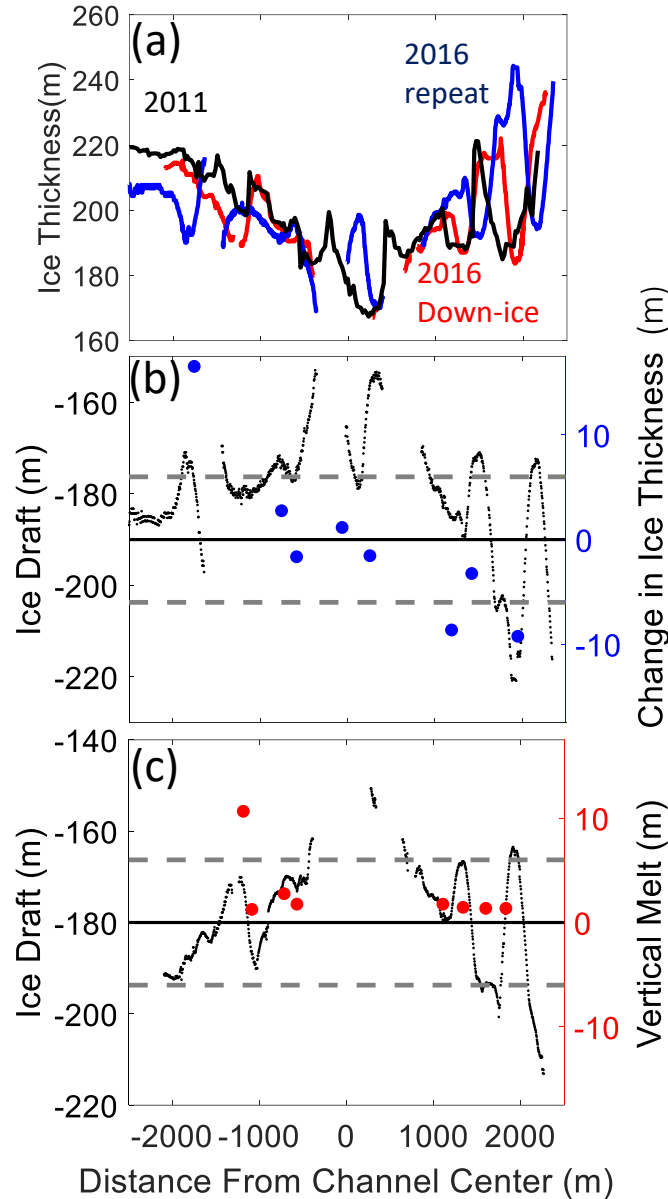 260
240
220
200
180
160
Ice Thickness(m)
(a)
2011
2016
repeat
2016
Down-ice
(b)
-160
-180
-200
-220
Ice Draft (m)
10
0
-10
Change in Ice Thickness (m)
(c)
-140
-160
-180
-200
-220
Ice Draft (m)
10
0
-10
Vertical Melt (m)
-2000 -1000 0 1000 2000
Distance From Channel Center (m)